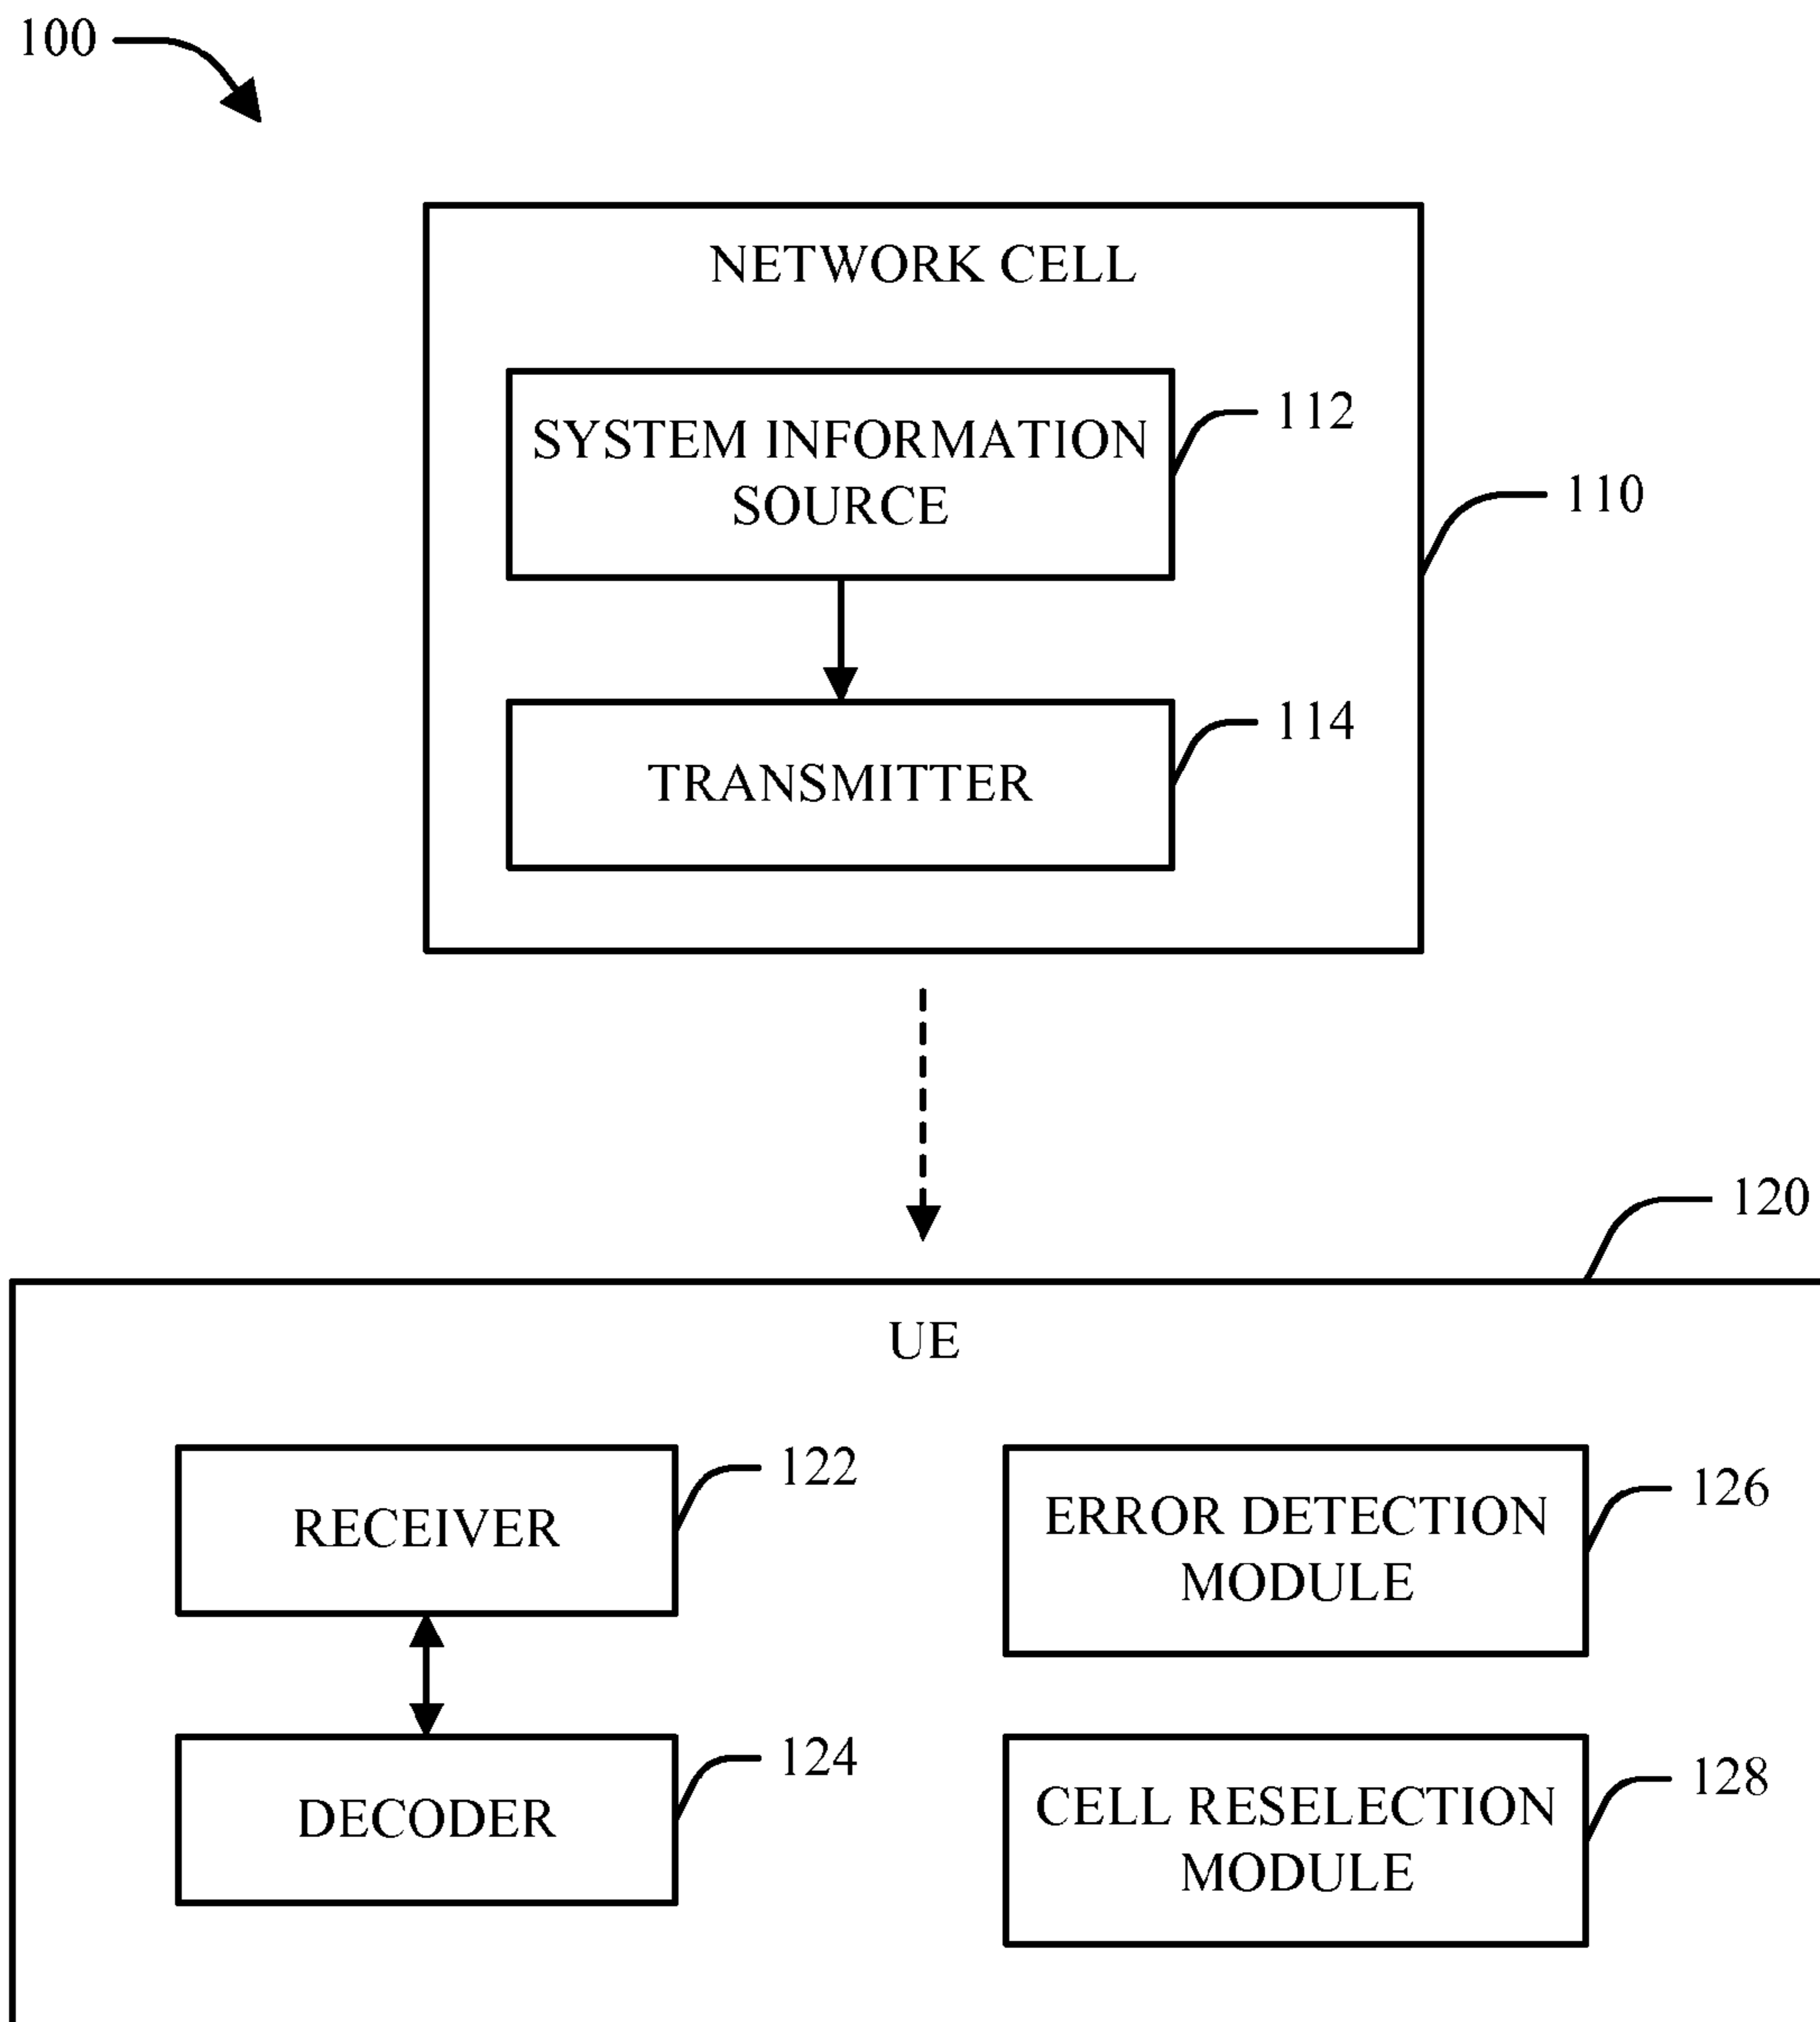 100
NETWORK CELL
SYSTEM INFORMATION
SOURCE
112
110
TRANSMITTER
114
120
UE
RECEIVER
122
ERROR DETECTION
MODULE
126
DECODER
124
CELL RESELECTION
MODULE
128